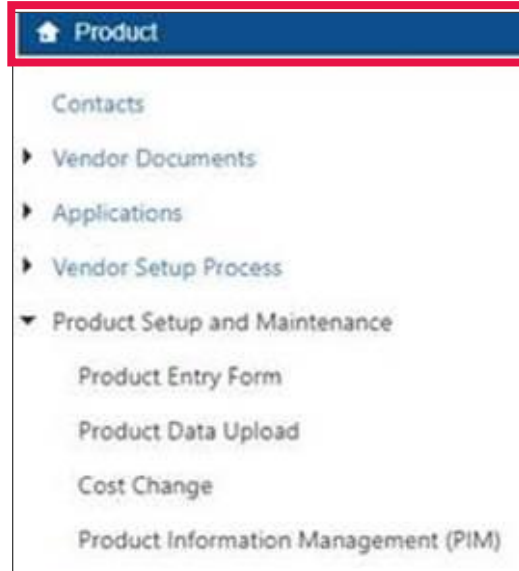 Product
Contacts
Vendor Documents
Applications
Vendor Setup Process
Product Setup and Maintenance
Product Entry Form
Product Data Upload
Cost Change
Product Information Management (PIM)